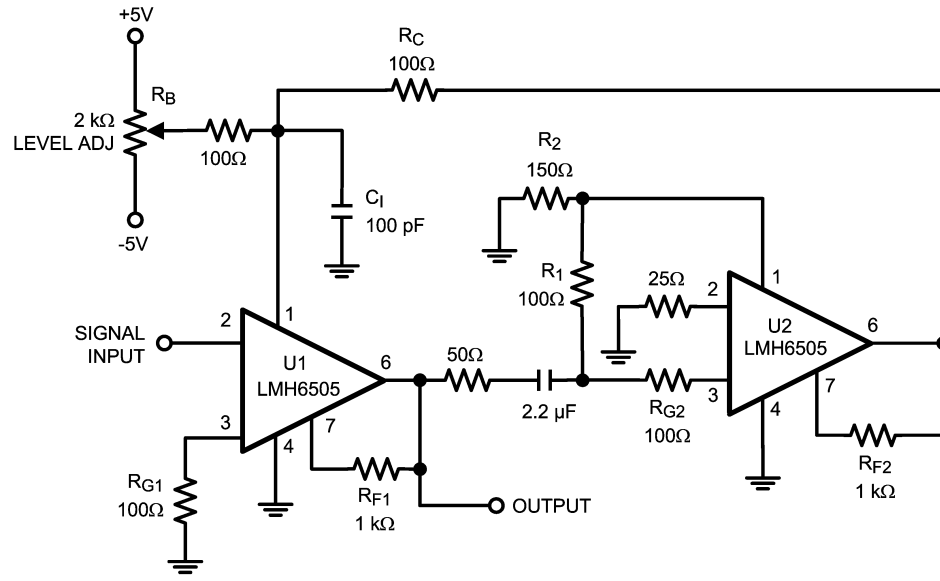 +5V
RB
2 kΩ
LEVEL ADJ
100Ω
-5V
RC
100Ω
CI
100 pF
R2
150Ω
R1
100Ω
25Ω
2
1
U2
LMH6505
6
3
7
4
RG2
100Ω
RF2
1 kΩ
SIGNAL
INPUT
2
1
U1
LMH6505
6
3
7
4
50Ω
2.2 µF
RG1
100Ω
RF1
1 kΩ
OUTPUT